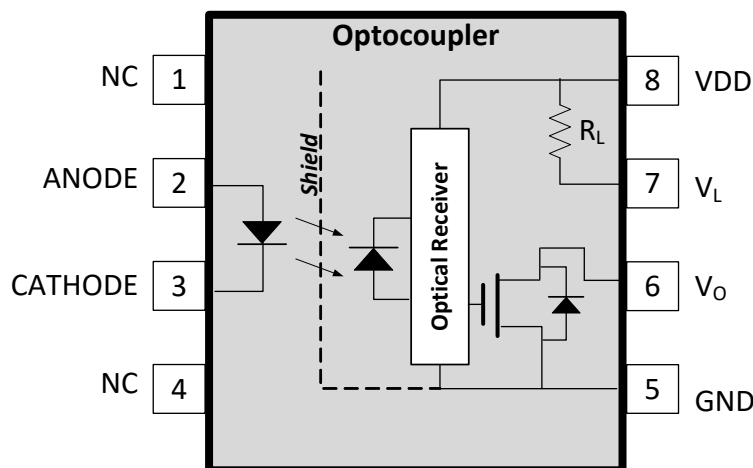 Optocoupler
NC 1
8 VDD
R_L
Shield
ANODE 2
7 V_L
Optical Receiver
CATHODE 3
6 V_O
NC 4
5 GND